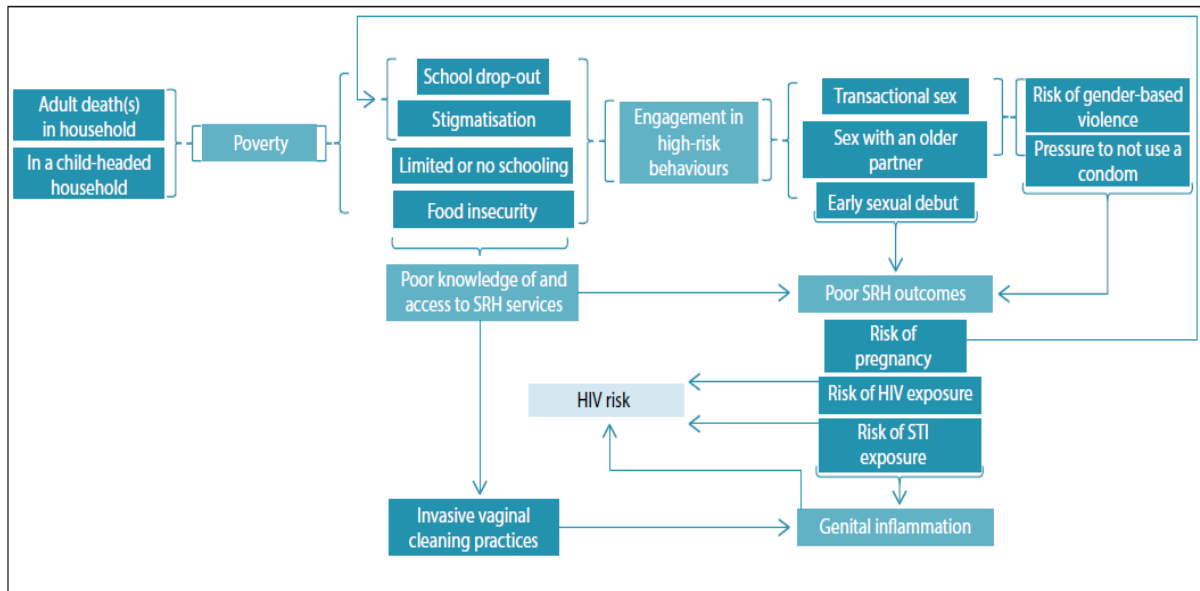 Adult death(s)
in household
In a child-headed
household
Poverty
School drop-out
Stigmatisation
Limited or no schooling
Food insecurity
Engagement in
high-risk
behaviours
Transactional sex
Sex with an older
partner
Early sexual debut
Risk of gender-based
violence
Pressure to not use a
condom
Poor knowledge of and
access to SRH services
Poor SRH outcomes
Risk of
pregnancy
Risk of HIV exposure
Risk of STI
exposure
HIV risk
Invasive vaginal
cleaning practices
Genital inflammation